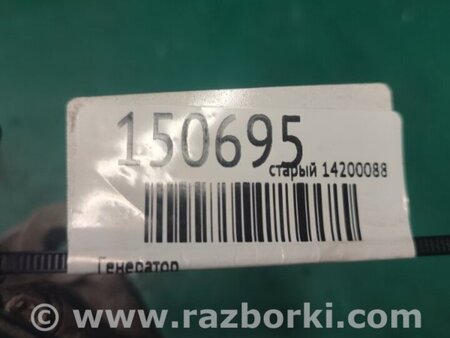 150695
старый 14200088
Генератор
© www.razborki.com